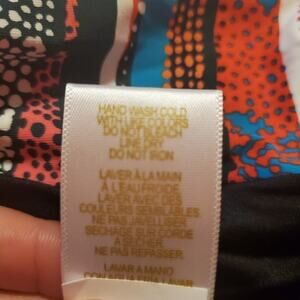 HAND WASH COLD
WITH LIKE COLORS
DO NOT BLEACH
LINE DRY
DO NOT IRON
LAVER À LA MAIN
À L'EAU FROIDE
LAVER AVEC DES
COULEURS SEMBLABLES.
NE PAS JAVELISER
SECHAGE SUR CORDE
A SECHER.
NE PAS REPASSER.
LAVAR A MANO